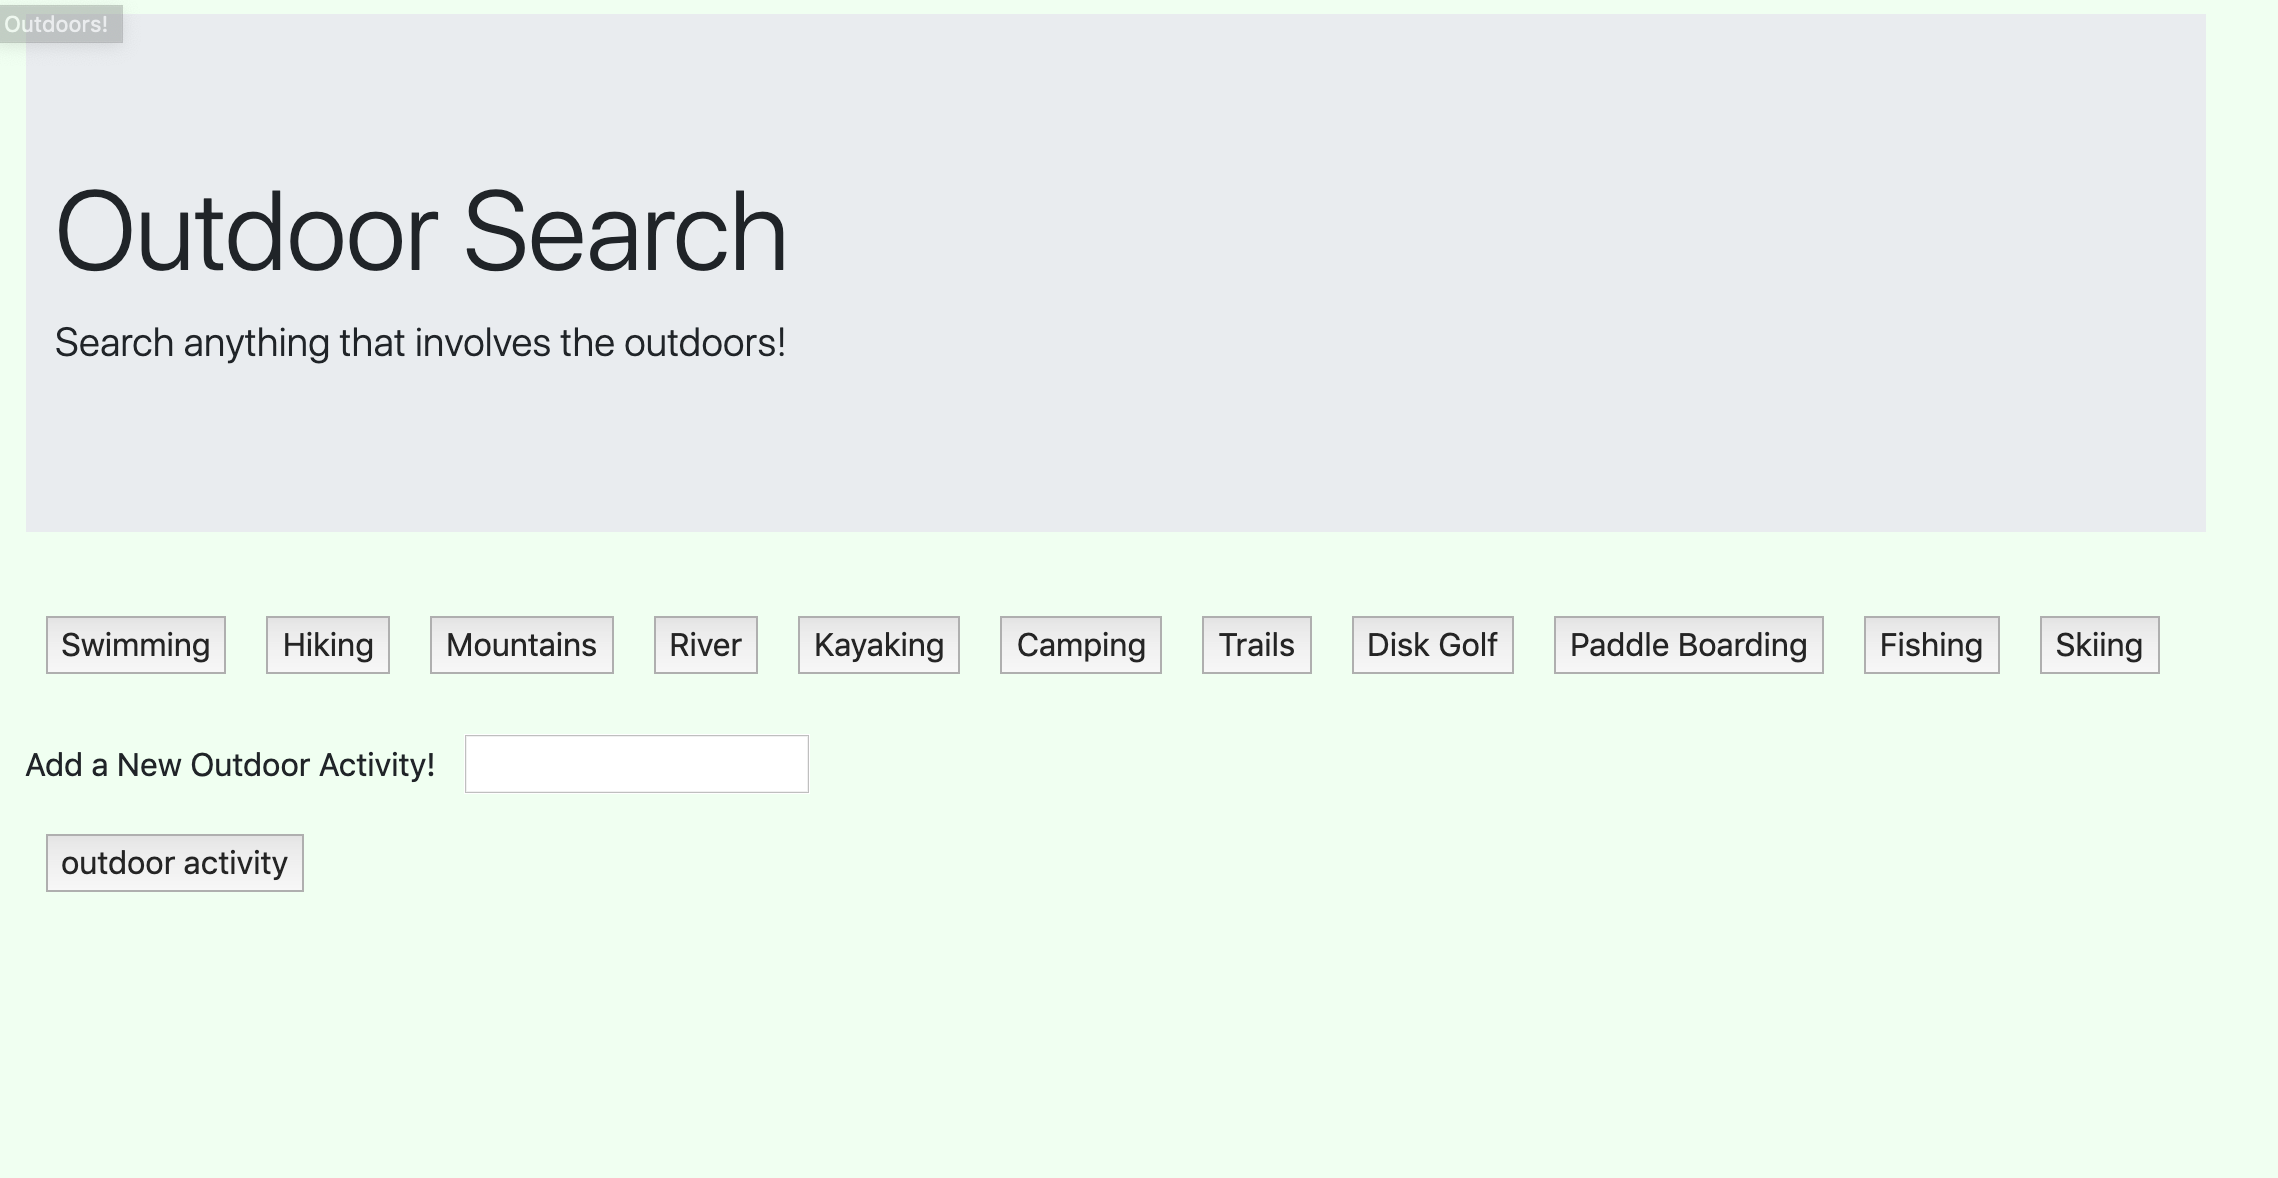 Outdoors!
Outdoor Search
Search anything that involves the outdoors!
Swimming Hiking Mountains River Kayaking Camping Trails Disk Golf Paddle Boarding Fishing Skiing
Add a New Outdoor Activity!
outdoor activity